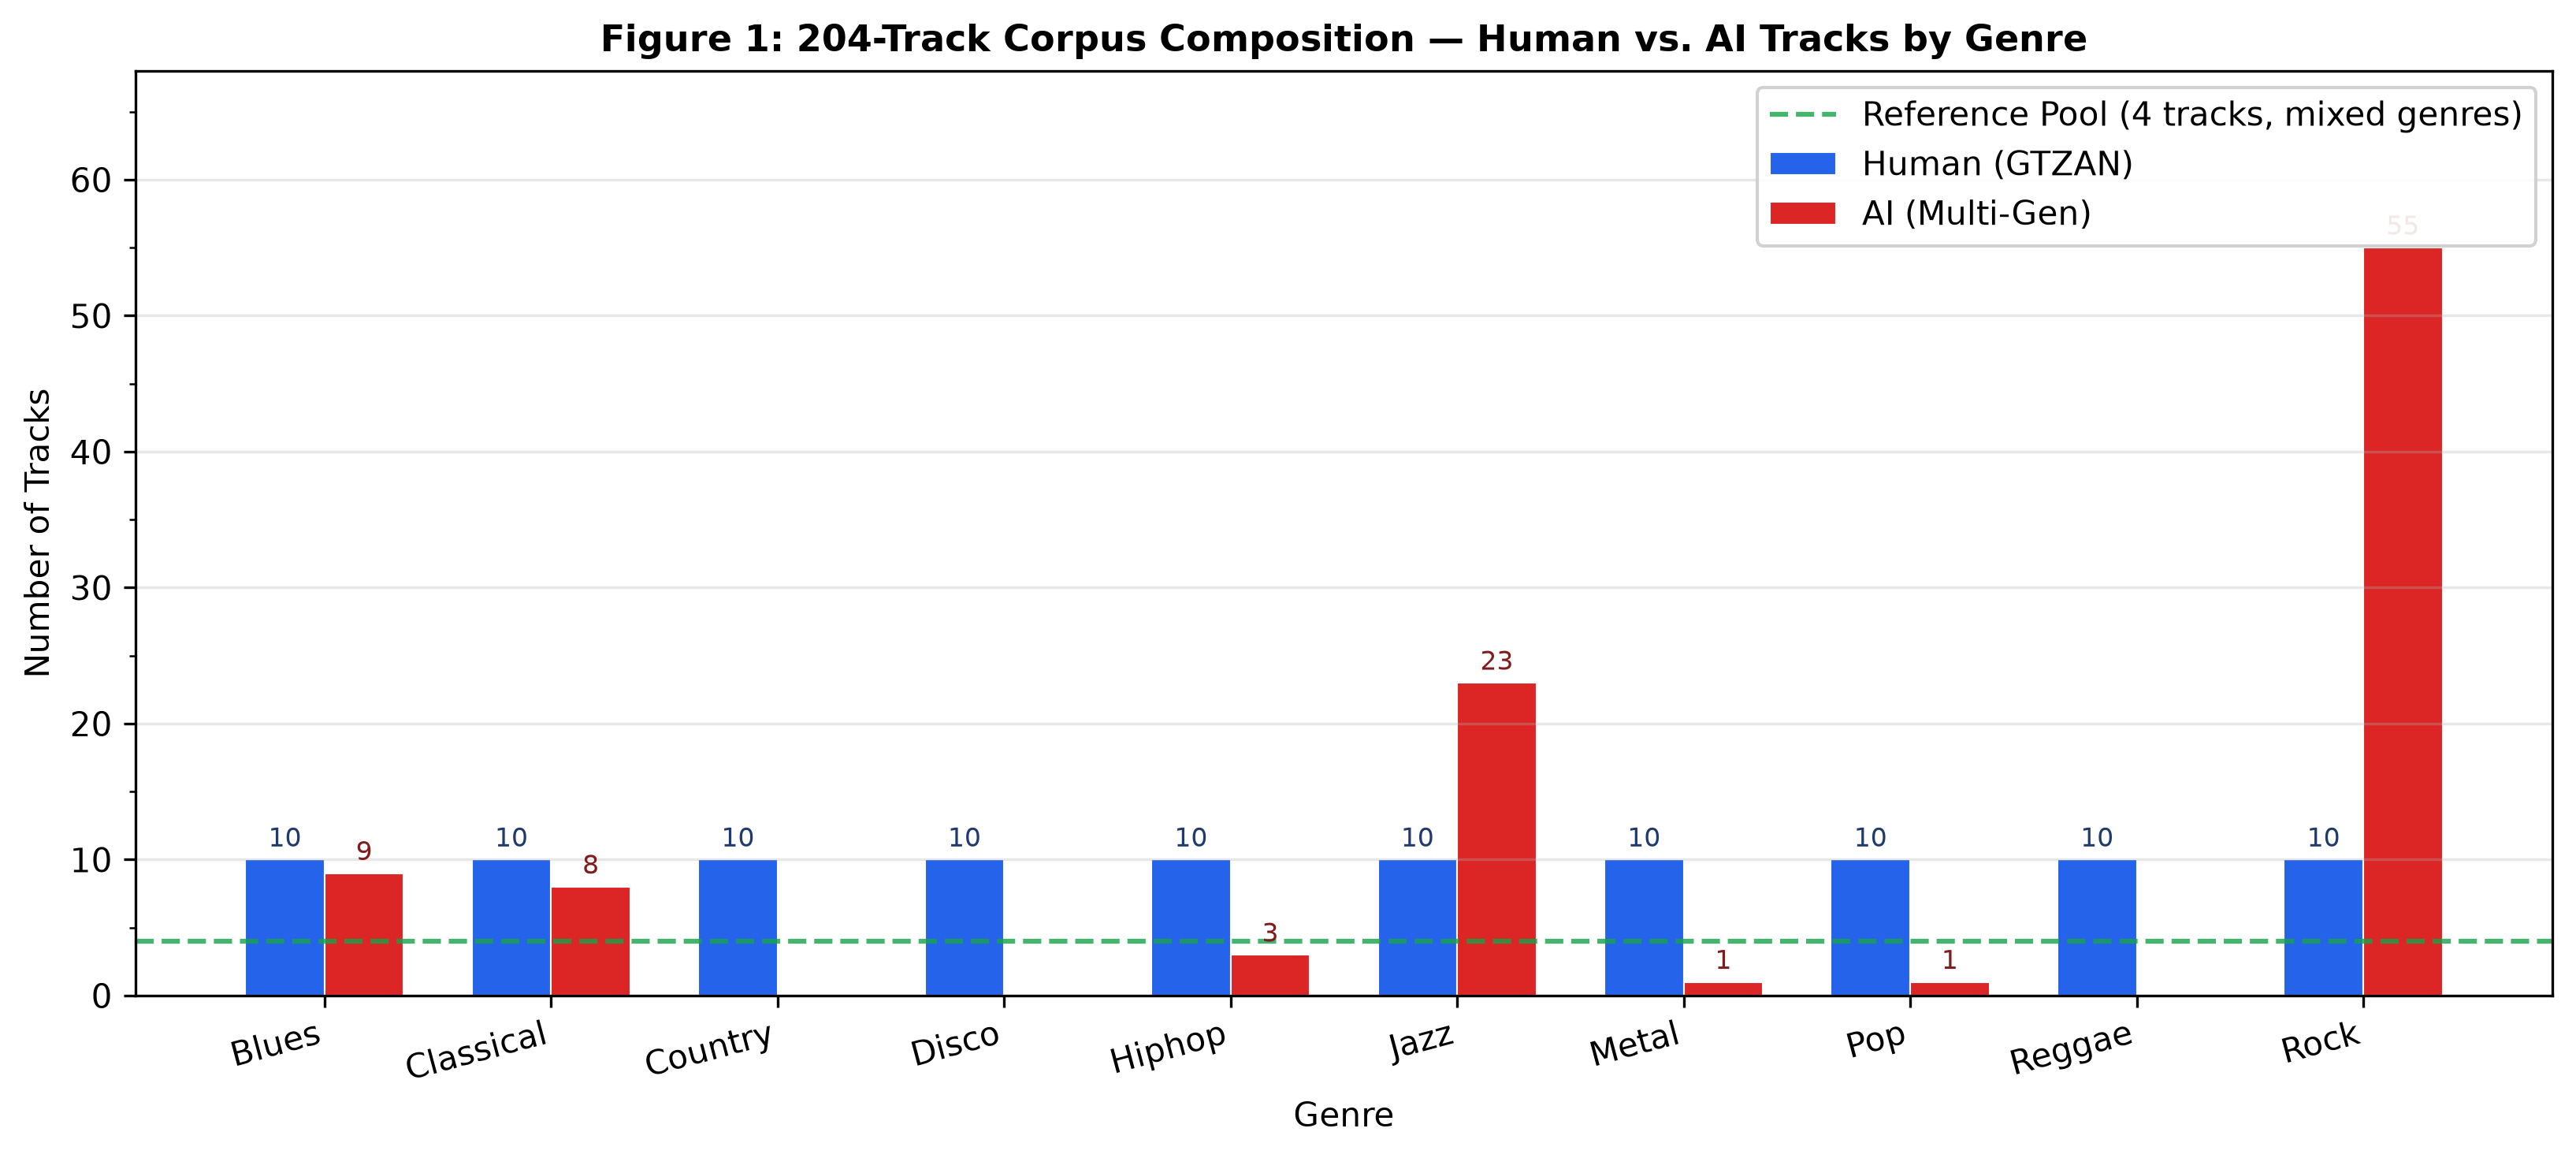 Figure 1: 204-Track Corpus Composition — Human vs. AI Tracks by Genre
Reference Pool (4 tracks, mixed genres)
Human (GTZAN)
AI (Multi-Gen)
Number of Tracks
60
50
40
30
20
10
0
10
9
10
8
10
10
10
3
10
23
10
1
10
1
10
10
55
Blues
Classical
Country
Disco
Hiphop
Jazz
Metal
Pop
Reggae
Rock
Genre